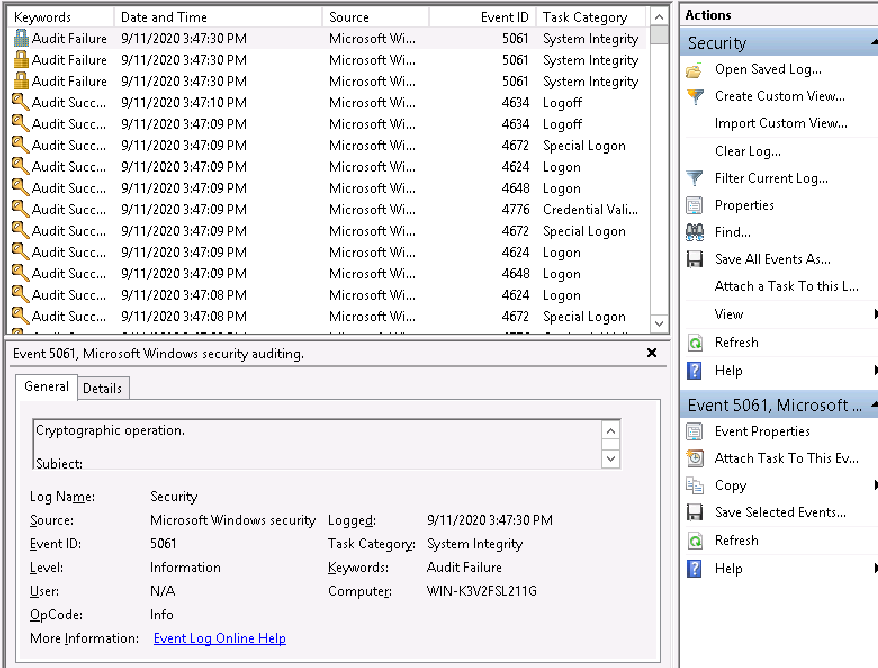 Keywords Date and Time Source Event ID Task Category
Audit Failure 9/11/2020 3:47:30 PM Microsoft Wi... 5061 System Integrity
Audit Failure 9/11/2020 3:47:30 PM Microsoft Wi... 5061 System Integrity
Audit Failure 9/11/2020 3:47:30 PM Microsoft Wi... 5061 System Integrity
Audit Succ... 9/11/2020 3:47:10 PM Microsoft Wi... 4634 Logoff
Audit Succ... 9/11/2020 3:47:09 PM Microsoft Wi... 4634 Logoff
Audit Succ... 9/11/2020 3:47:09 PM Microsoft Wi... 4672 Special Logon
Audit Succ... 9/11/2020 3:47:09 PM Microsoft Wi... 4624 Logon
Audit Succ... 9/11/2020 3:47:09 PM Microsoft Wi... 4648 Logon
Audit Succ... 9/11/2020 3:47:09 PM Microsoft Wi... 4776 Credential Vali...
Audit Succ... 9/11/2020 3:47:09 PM Microsoft Wi... 4672 Special Logon
Audit Succ... 9/11/2020 3:47:09 PM Microsoft Wi... 4624 Logon
Audit Succ... 9/11/2020 3:47:09 PM Microsoft Wi... 4648 Logon
Audit Succ... 9/11/2020 3:47:08 PM Microsoft Wi... 4624 Logon
Audit Succ... 9/11/2020 3:47:08 PM Microsoft Wi... 4672 Special Logon
Event 5061, Microsoft Windows security auditing.
General Details
Cryptographic operation.
Subject:
Log Name: Security
Source: Microsoft Windows security Logged: 9/11/2020 3:47:30 PM
Event ID: 5061 Task Category: System Integrity
Level: Information Keywords: Audit Failure
User: N/A Computer: WIN-K3V2FSL211G
OpCode: Info
More Information: Event Log Online Help
Actions
Security
Open Saved Log...
Create Custom View...
Import Custom View...
Clear Log...
Filter Current Log...
Properties
Find...
Save All Events As...
Attach a Task To this L...
View
Refresh
Help
Event 5061, Microsoft ...
Event Properties
Attach Task To This Ev...
Copy
Save Selected Events...
Refresh
Help